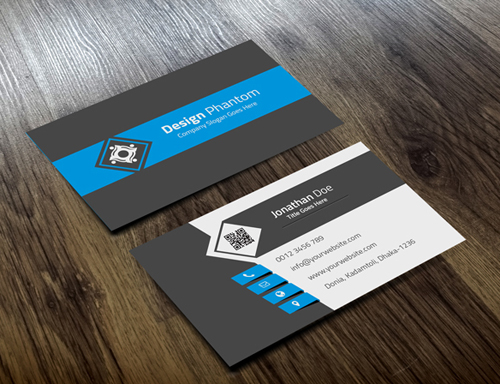 Design Phantom
Company Slogan Goes Here
Jonathan Doe
Title Goes Here
0012 3456 789
info@yourwebsite.com
www.yourwebsite.com
Donia, Kadamtoli, Dhaka-1236